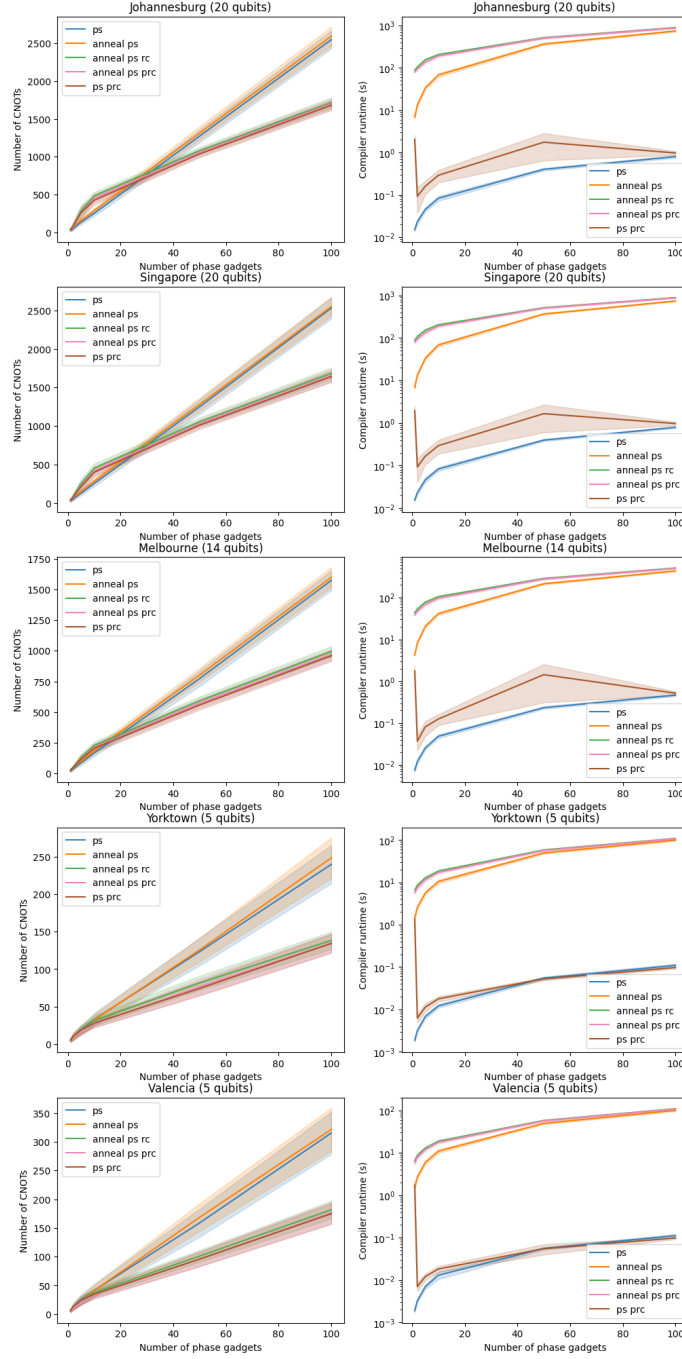 Johannesburg (20 qubits)
Number of CNOTs
2500
2000
1500
1000
500
0
ps
anneal ps
anneal ps rc
anneal ps prc
ps prc
0 20 40 60 80 100
Number of phase gadgets
Johannesburg (20 qubits)
Compiler runtime (s)
10³
10²
10¹
10⁰
10⁻¹
10⁻²
ps
anneal ps
anneal ps rc
anneal ps prc
ps prc
0 20 40 60 80 100
Number of phase gadgets
Singapore (20 qubits)
Number of CNOTs
2500
2000
1500
1000
500
0
ps
anneal ps
anneal ps rc
anneal ps prc
ps prc
0 20 40 60 80 100
Number of phase gadgets
Singapore (20 qubits)
Compiler runtime (s)
10³
10²
10¹
10⁰
10⁻¹
10⁻²
ps
anneal ps
anneal ps rc
anneal ps prc
ps prc
0 20 40 60 80 100
Number of phase gadgets
Melbourne (14 qubits)
Number of CNOTs
1750
1500
1250
1000
750
500
250
0
ps
anneal ps
anneal ps rc
anneal ps prc
ps prc
0 20 40 60 80 100
Number of phase gadgets
Melbourne (14 qubits)
Compiler runtime (s)
10²
10¹
10⁰
10⁻¹
10⁻²
ps
anneal ps
anneal ps rc
anneal ps prc
ps prc
0 20 40 60 80 100
Number of phase gadgets
Yorktown (5 qubits)
Number of CNOTs
250
200
150
100
50
0
ps
anneal ps
anneal ps rc
anneal ps prc
ps prc
0 20 40 60 80 100
Number of phase gadgets
Yorktown (5 qubits)
Compiler runtime (s)
10²
10¹
10⁰
10⁻¹
10⁻²
10⁻³
ps
anneal ps
anneal ps rc
anneal ps prc
ps prc
0 20 40 60 80 100
Number of phase gadgets
Valencia (5 qubits)
Number of CNOTs
350
300
250
200
150
100
50
0
ps
anneal ps
anneal ps rc
anneal ps prc
ps prc
0 20 40 60 80 100
Number of phase gadgets
Valencia (5 qubits)
Compiler runtime (s)
10²
10¹
10⁰
10⁻¹
10⁻²
10⁻³
ps
anneal ps
anneal ps rc
anneal ps prc
ps prc
0 20 40 60 80 100
Number of phase gadgets